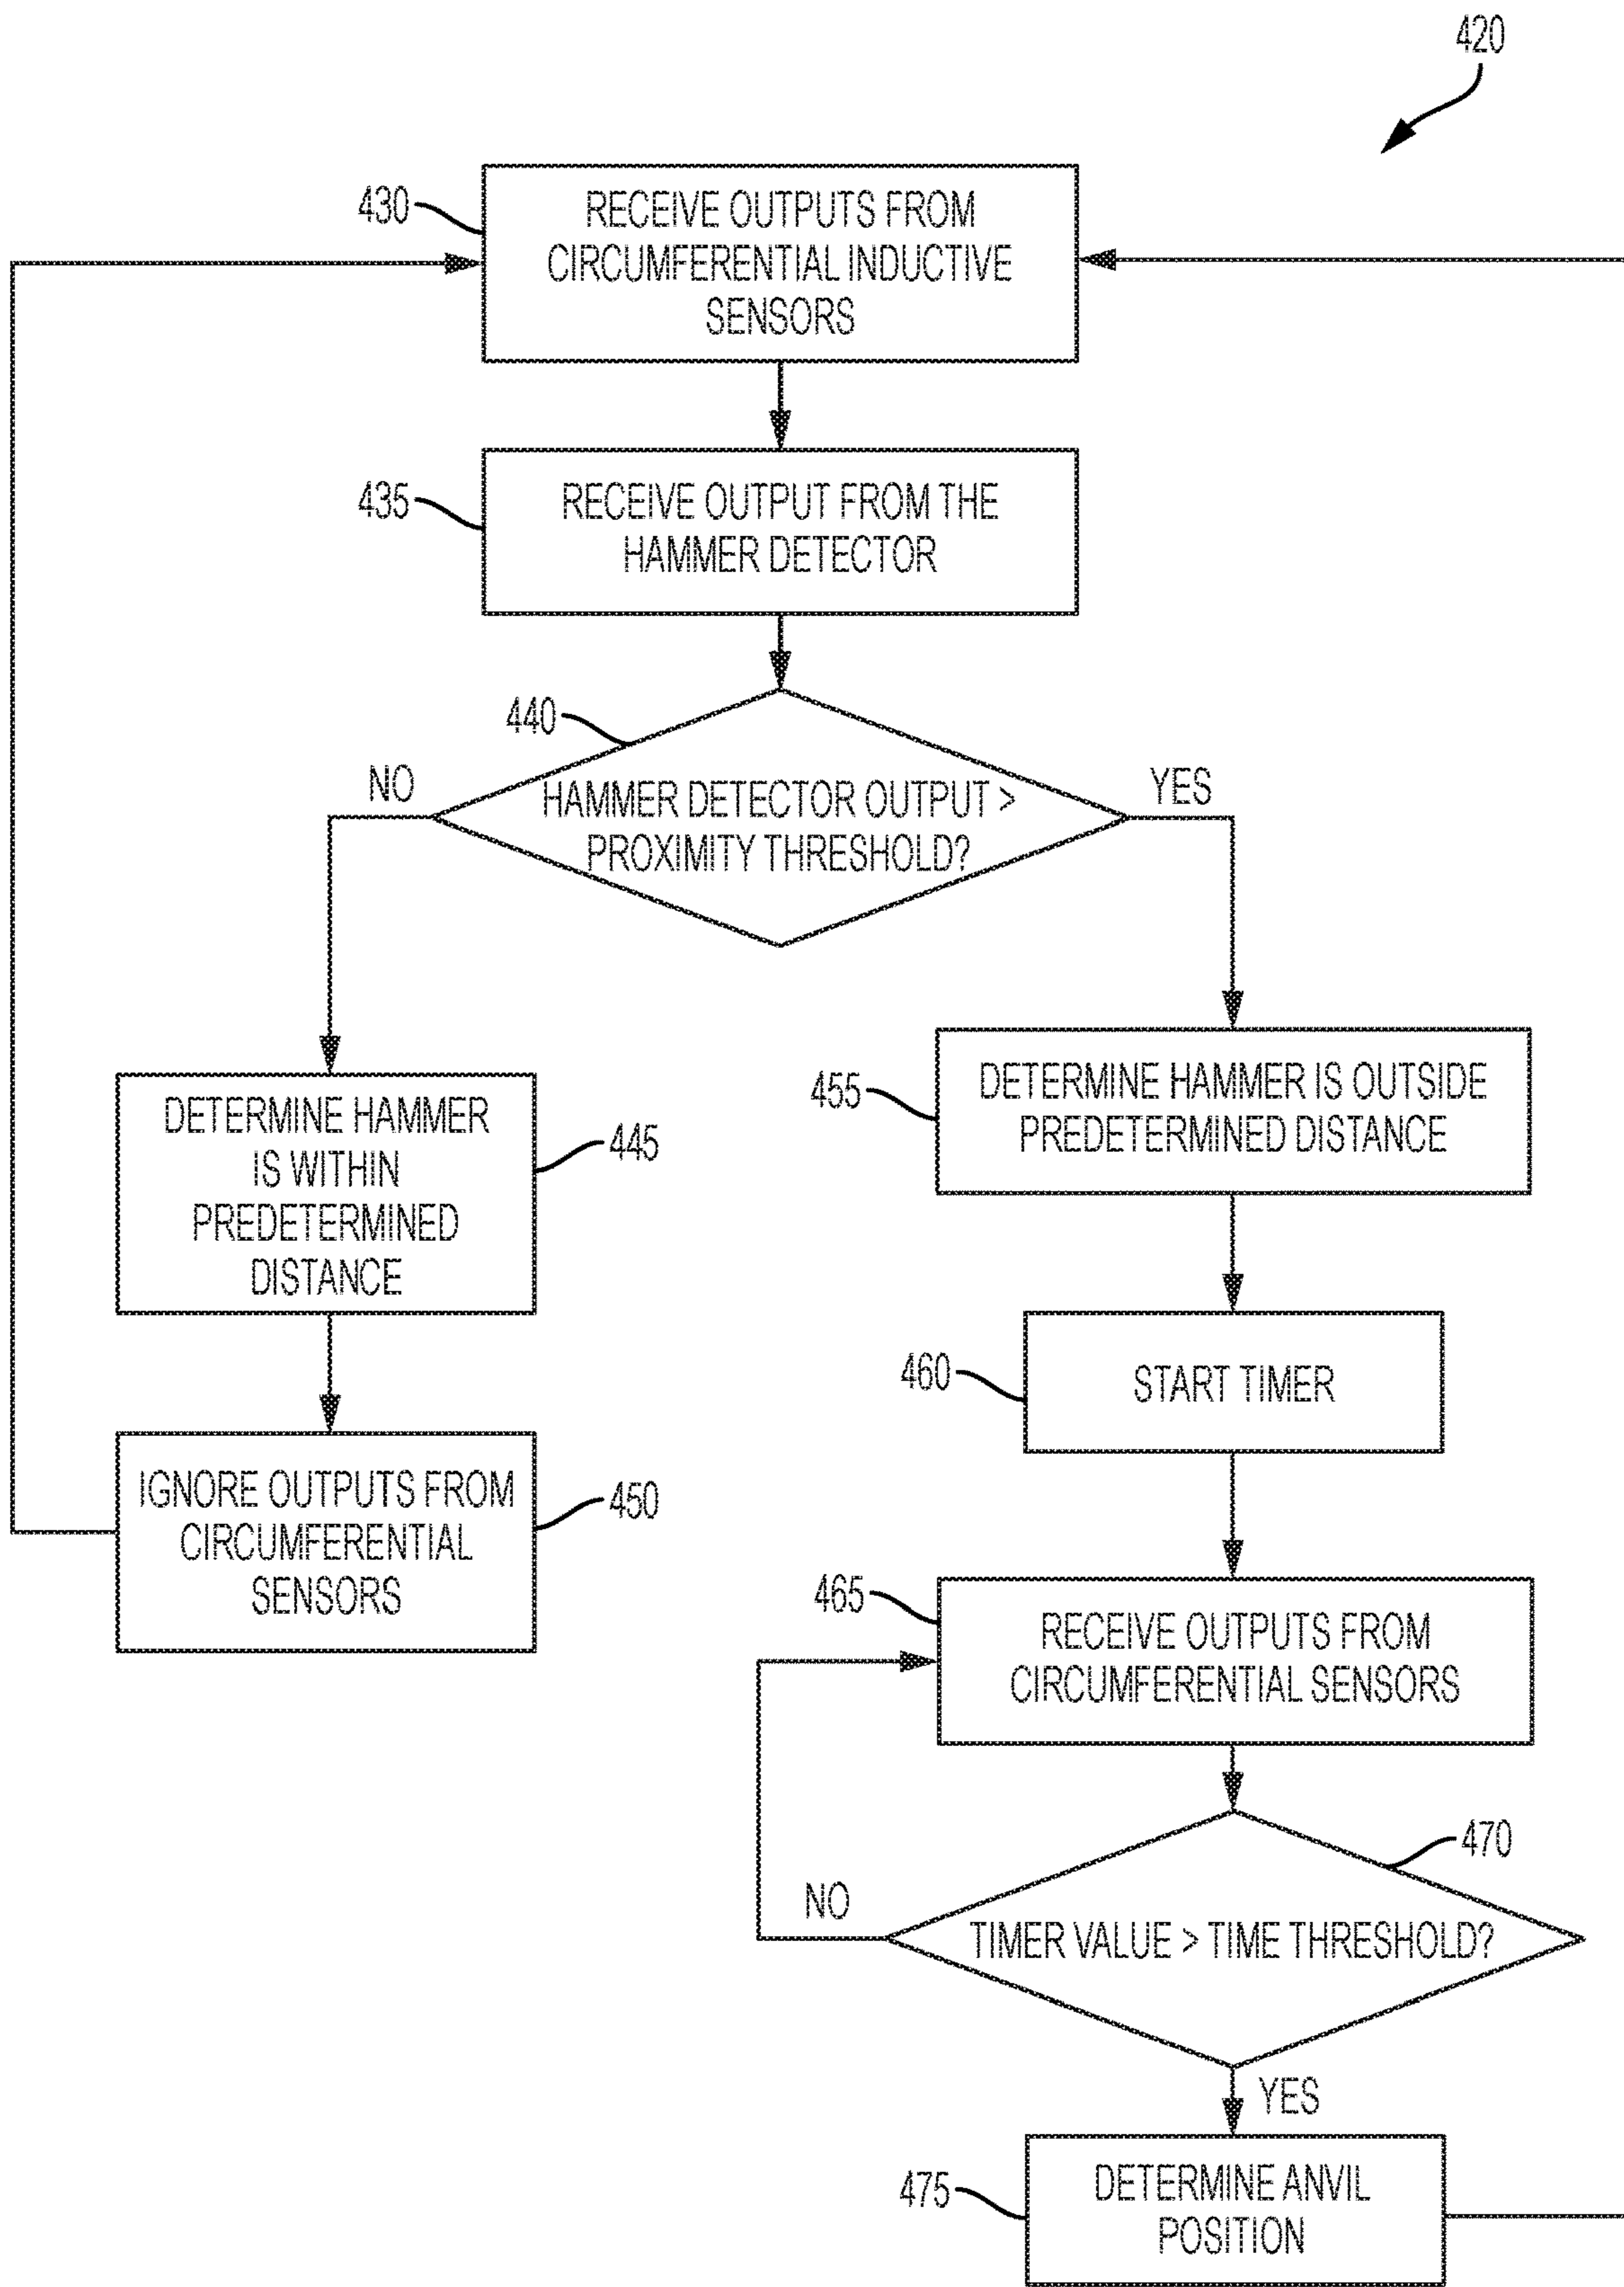 420
430
RECEIVE OUTPUTS FROM
CIRCUMFERENTIAL INDUCTIVE
SENSORS
435
RECEIVE OUTPUT FROM THE
HAMMER DETECTOR
440
NO
HAMMER DETECTOR OUTPUT >
PROXIMITY THRESHOLD?
YES
DETERMINE HAMMER
IS WITHIN
PREDETERMINED
DISTANCE
445
IGNORE OUTPUTS FROM
CIRCUMFERENTIAL
SENSORS
450
455
DETERMINE HAMMER IS OUTSIDE
PREDETERMINED DISTANCE
460
START TIMER
465
RECEIVE OUTPUTS FROM
CIRCUMFERENTIAL SENSORS
470
NO
TIMER VALUE > TIME THRESHOLD?
YES
475
DETERMINE ANVIL
POSITION